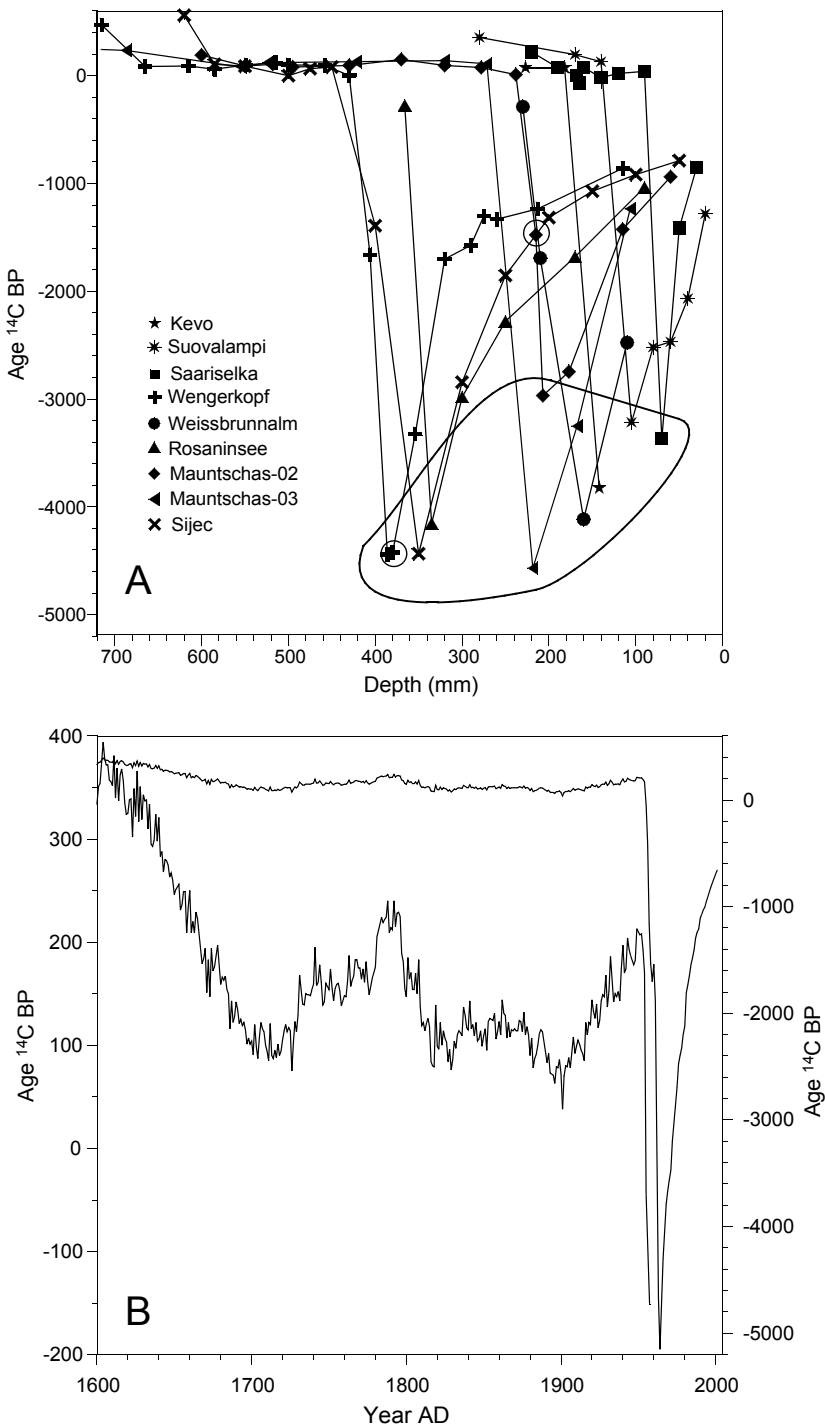 0
-1000
-2000
-3000
-4000
-5000
Age ¹⁴C BP
Kevo
Suovalampi
Saariselka
Wengerkopf
Weissbrunnalm
Rosaninsee
Mauntschas-02
Mauntschas-03
Sijec
A
700 600 500 400 300 200 100 0
Depth (mm)
400
300
200
100
0
-100
-200
Age ¹⁴C BP
0
-1000
-2000
-3000
-4000
-5000
Age ¹⁴C BP
B
1600 1700 1800 1900 2000
Year AD